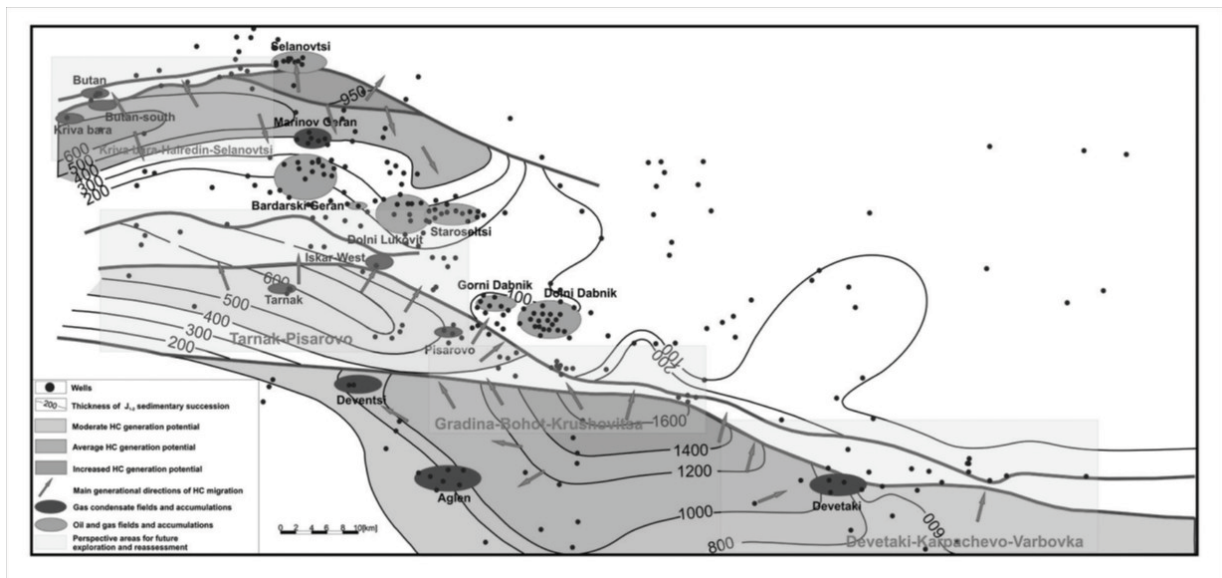 Selanovtsi
Butan
950
Butan-south
Marinov Geran
Kriva bara
Kriva bara-Hairedin-Selanovtsi
600
500
400
300
200
Bardarski Geran
Dolni Lukovit
Staroseltsi
Iskar-West
600
Gorni Dabnik
100
Dolni Dabnik
Tarnak
500
400
300
200
Tarnak-Pisarovo
Pisarovo
100
200
Deventsi
Gradina-Bohot-Krushovitsa
1600
1400
1200
Aglen
Devetaki
1000
800
600
Devetaki-Karpachevo-Varbovka
Wells
200 Thickness of J₁₋₂ sedimentary succession
Moderate HC generation potential
Average HC generation potential
Increased HC generation potential
Main generational directions of HC migration
Gas condensate fields and accumulations
Oil and gas fields and accumulations
Perspective areas for future
exploration and reassessment
0 2 4 6 8 10[km]